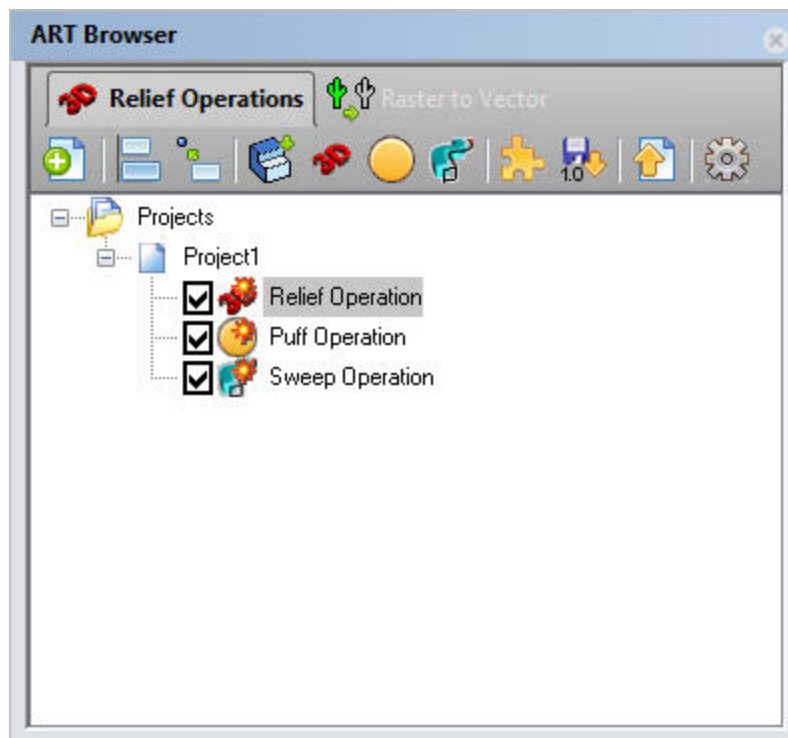 ART Browser
Relief Operations Raster to Vector
1.0
Projects
Project1
Relief Operation
Puff Operation
Sweep Operation